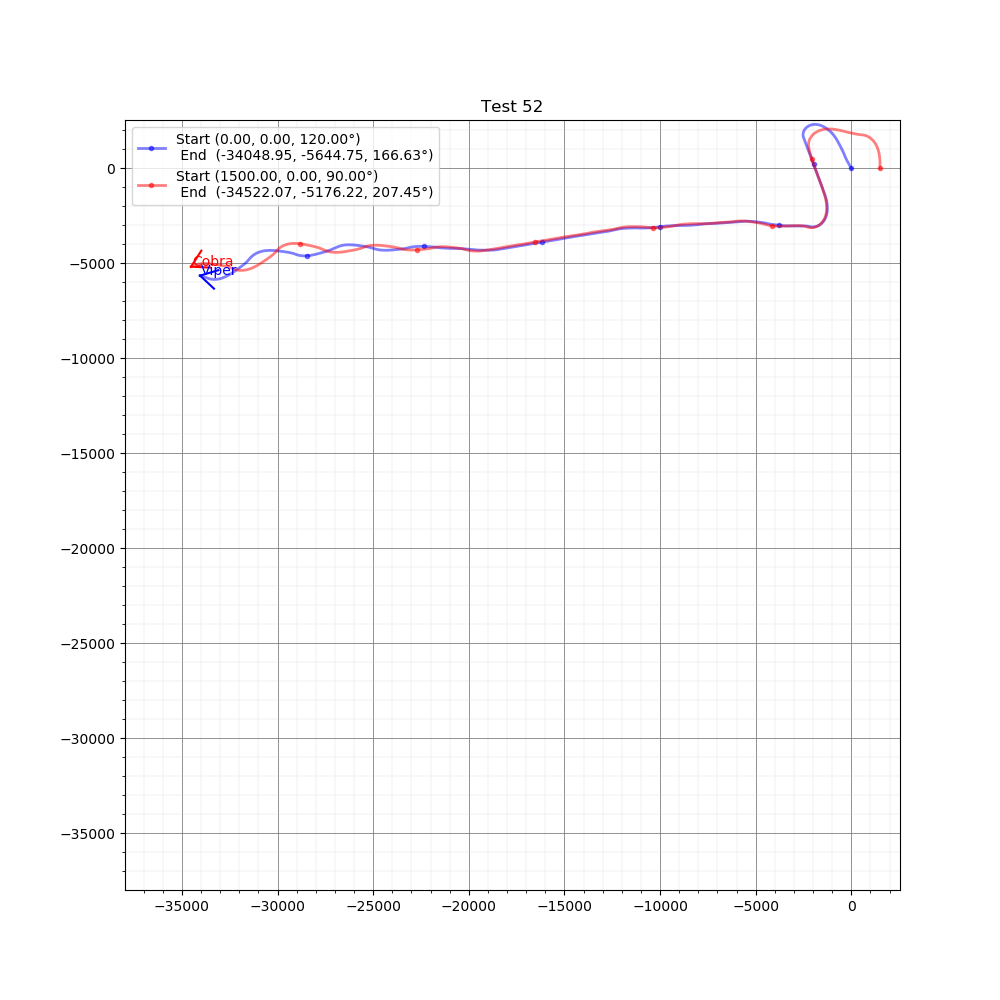 Test 52
Start (0.00, 0.00, 120.00°)
End (-34048.95, -5644.75, 166.63°)
Start (1500.00, 0.00, 90.00°)
End (-34522.07, -5176.22, 207.45°)
0
−5000
−10000
−15000
−20000
−25000
−30000
−35000
Cobra
Viper
−35000 −30000 −25000 −20000 −15000 −10000 −5000 0